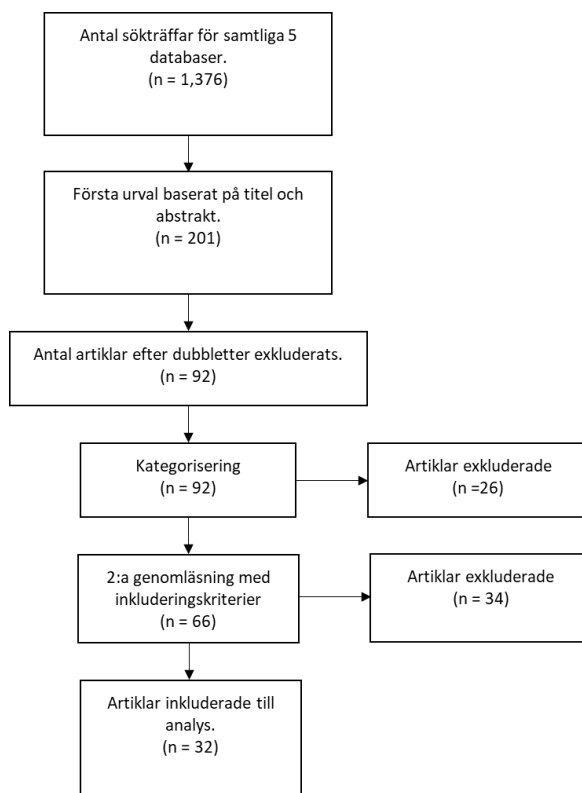 Antal sökträffar för samtliga 5
databaser.
(n = 1,376)
Första urval baserat på titel och
abstrakt.
(n = 201)
Antal artiklar efter dubbletter exkluderats.
(n = 92)
Kategorisering
(n = 92)
Artiklar exkluderade
(n =26)
2:a genomläsning med
inkluderingskriterier
(n = 66)
Artiklar exkluderade
(n = 34)
Artiklar inkluderade till
analys.
(n = 32)